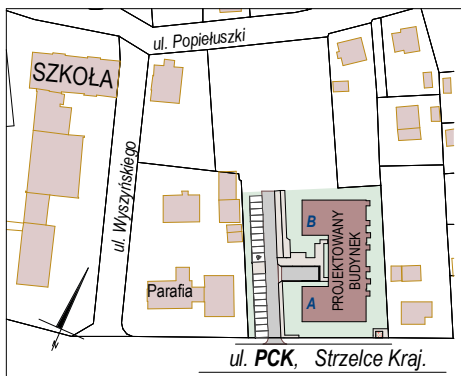 ul. Popiełuszki
SZKOŁA
ul. Wyszyńskiego
B
PROJEKTOWANY
BUDYNEK
Parafia
A
N
ul. PCK, Strzelce Kraj.